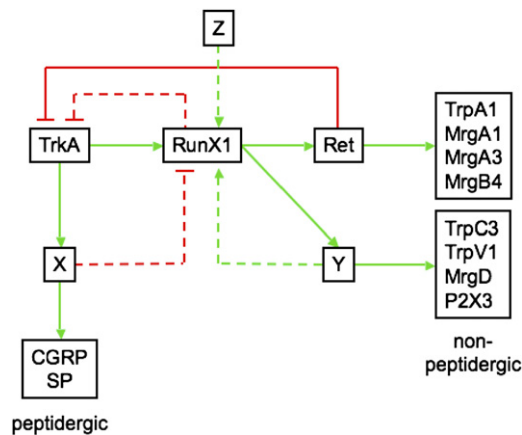 Z
TrkA
RunX1
Ret
TrpA1
MrgA1
MrgA3
MrgB4
X
Y
TrpC3
TrpV1
MrgD
P2X3
CGRP
SP
non-
peptidergic
peptidergic